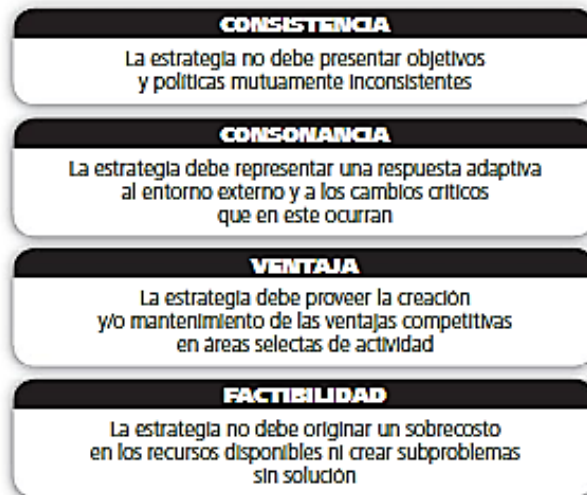 CONSISTENCIA
La estrategia no debe presentar objetivos
y políticas mutuamente inconsistentes
CONSONANCIA
La estrategia debe representar una respuesta adaptiva
al entorno externo y a los cambios críticos
que en este ocurran
VENTAJA
La estrategia debe proveer la creación
y/o mantenimiento de las ventajas competitivas
en áreas selectas de actividad
FACTIBILIDAD
La estrategia no debe originar un sobrecosto
en los recursos disponibles ni crear subproblemas
sin solución